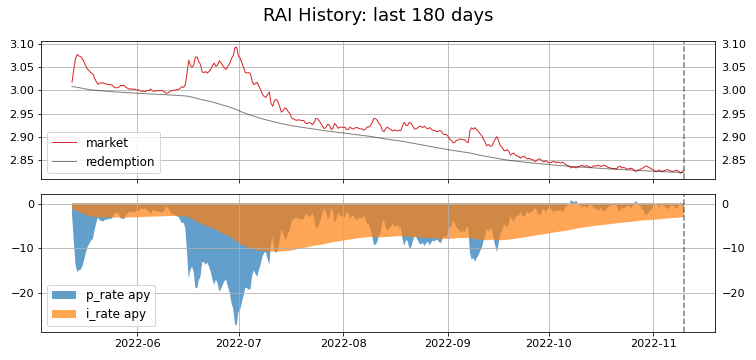 RAI History: last 180 days
3.10 3.10
3.05 3.05
3.00 3.00
2.95 2.95
2.90 2.90
2.85 2.85
market
redemption
0 0
−10 −10
−20 −20
p_rate apy
i_rate apy
2022-06 2022-07 2022-08 2022-09 2022-10 2022-11